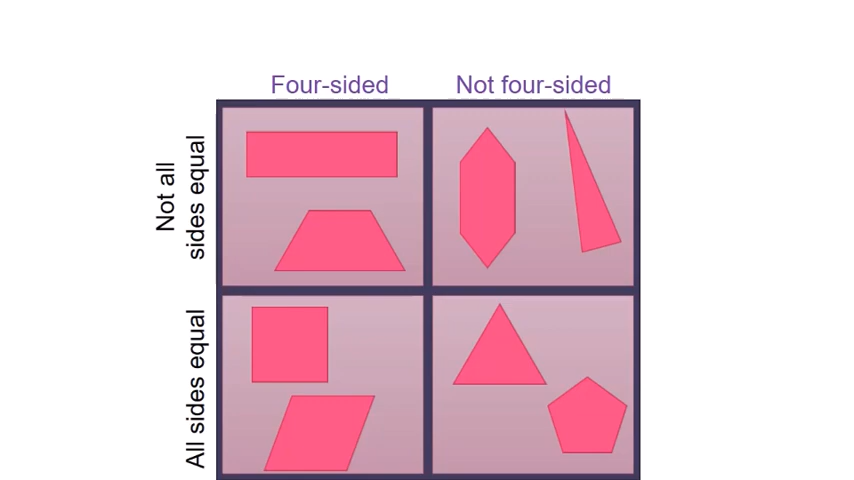 Four-sided
Not four-sided
Not all
sides equal
All sides equal